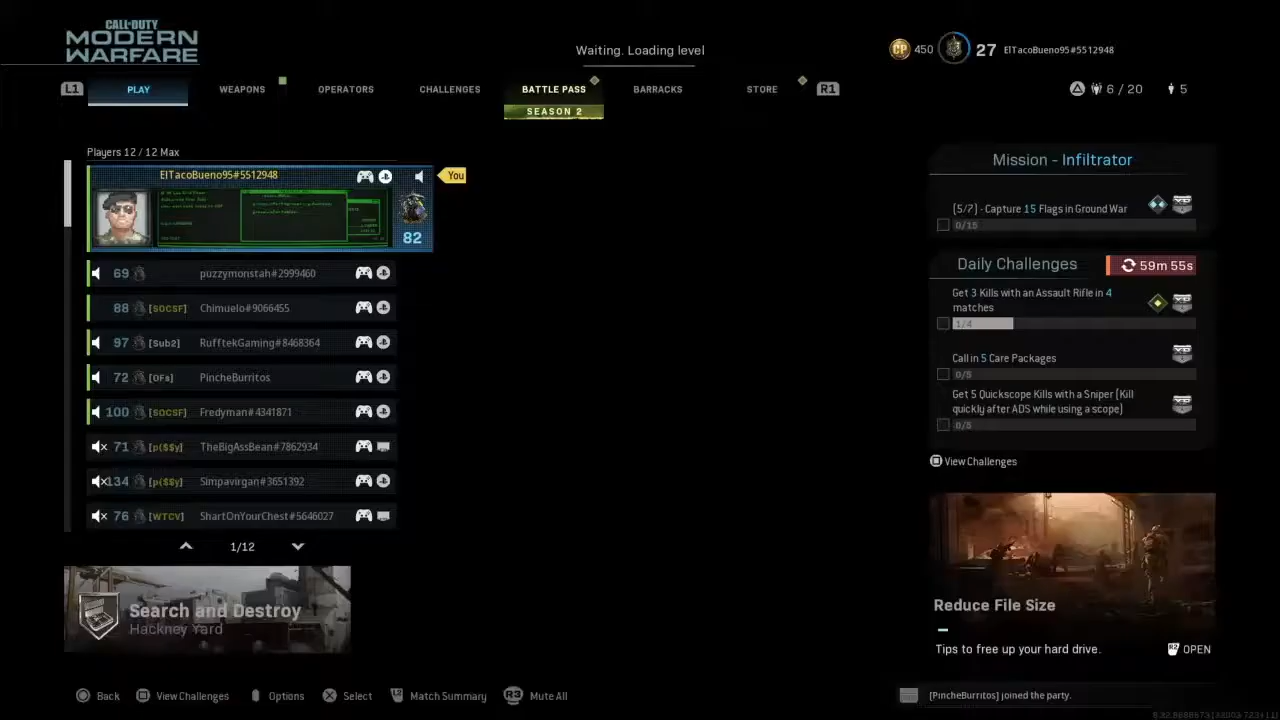 CALL OF DUTY
MODERN
WARFARE
Waiting. Loading level
CP 450
27 ElTacoBueno95#5512948
L1 PLAY WEAPONS OPERATORS CHALLENGES BATTLE PASS BARRACKS STORE R1
SEASON 2
6 / 20 5
Players 12 / 12 Max
ElTacoBueno95#5512948
You
82
69 puzzymonstah#2999460
88 [SOCSF] Chimuelo#9066455
97 [Sub2] RufftekGaming#8468364
72 [OFs] PincheBurritos
100 [SOCSF] Fredyman#4341871
71 [p($$y] TheBigAssBean#7862934
134 [p($$y] Simpavirgan#3651392
76 [WTCV] ShartOnYourChest#5646027
1/12
Search and Destroy
Hackney Yard
Mission - Infiltrator
[5/7] - Capture 15 Flags in Ground War
0/15
Daily Challenges 59m 55s
Get 3 Kills with an Assault Rifle in 4
matches
1/4
Call in 5 Care Packages
0/5
Get 5 Quickscope Kills with a Sniper [Kill
quickly after ADS while using a scope]
0/5
View Challenges
Reduce File Size
Tips to free up your hard drive.
R2 OPEN
Back View Challenges Options Select L2 Match Summary R3 Mute All
[PincheBurritos] joined the party.